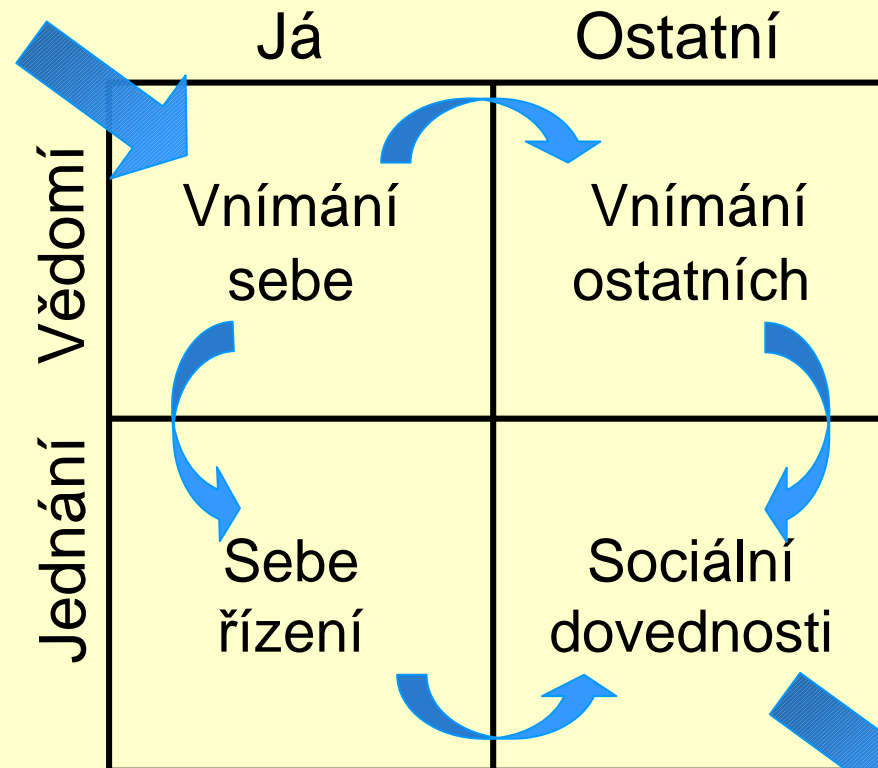 Já Ostatní
Vědomí
Vnímání
sebe
Vnímání
ostatních
Jednání
Sebe
řízení
Sociální
dovednosti